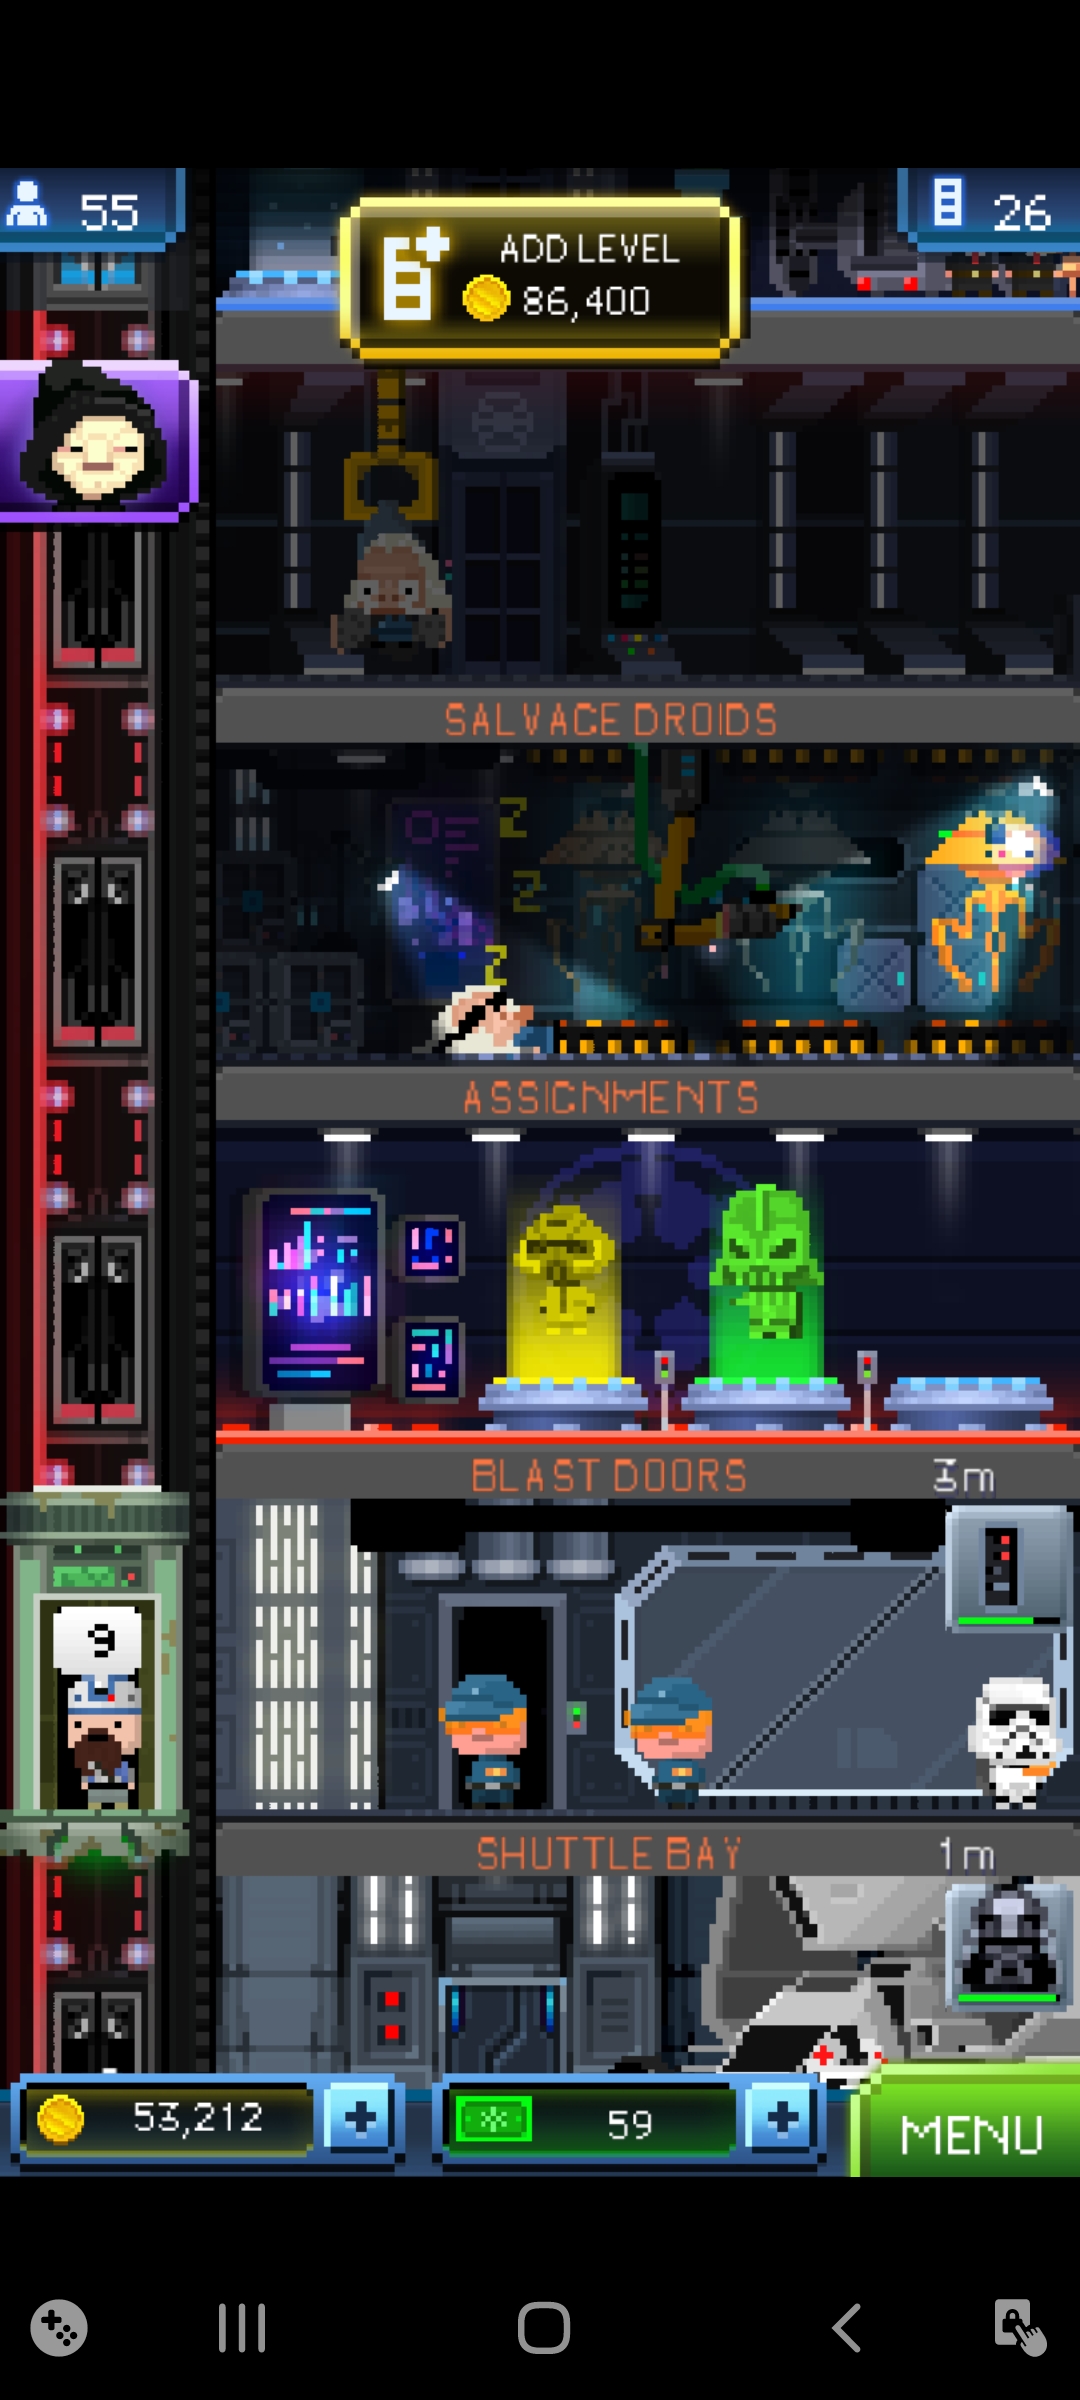 55
26
ADD LEVEL
86,400
SALVAGE DROIDS
Z
Z
Z
ASSIGNMENTS
BLAST DOORS 3m
9
SHUTTLE BAY 1m
53,212
59
MENU